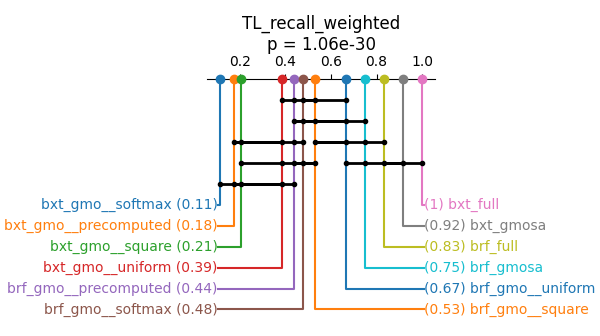 TL_recall_weighted
p = 1.06e-30
0.2 0.4 0.6 0.8 1.0
bxt_gmo__softmax (0.11) (1) bxt_full
bxt_gmo__precomputed (0.18) (0.92) bxt_gmosa
bxt_gmo__square (0.21) (0.83) brf_full
bxt_gmo__uniform (0.39) (0.75) brf_gmosa
brf_gmo__precomputed (0.44) (0.67) brf_gmo__uniform
brf_gmo__softmax (0.48) (0.53) brf_gmo__square